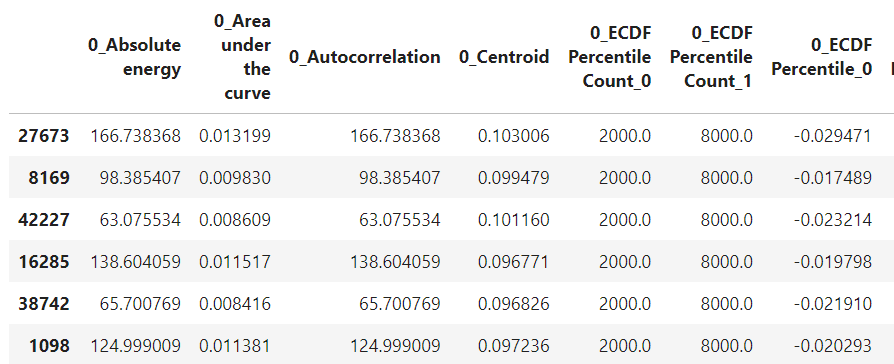 0_Absolute energy 0_Area under the curve 0_Autocorrelation 0_Centroid 0_ECDF Percentile Count_0 0_ECDF Percentile Count_1 0_ECDF Percentile_0
27673 166.738368 0.013199 166.738368 0.103006 2000.0 8000.0 -0.029471
8169 98.385407 0.009830 98.385407 0.099479 2000.0 8000.0 -0.017489
42227 63.075534 0.008609 63.075534 0.101160 2000.0 8000.0 -0.023214
16285 138.604059 0.011517 138.604059 0.096771 2000.0 8000.0 -0.019798
38742 65.700769 0.008416 65.700769 0.096826 2000.0 8000.0 -0.021910
1098 124.999009 0.011381 124.999009 0.097236 2000.0 8000.0 -0.020293